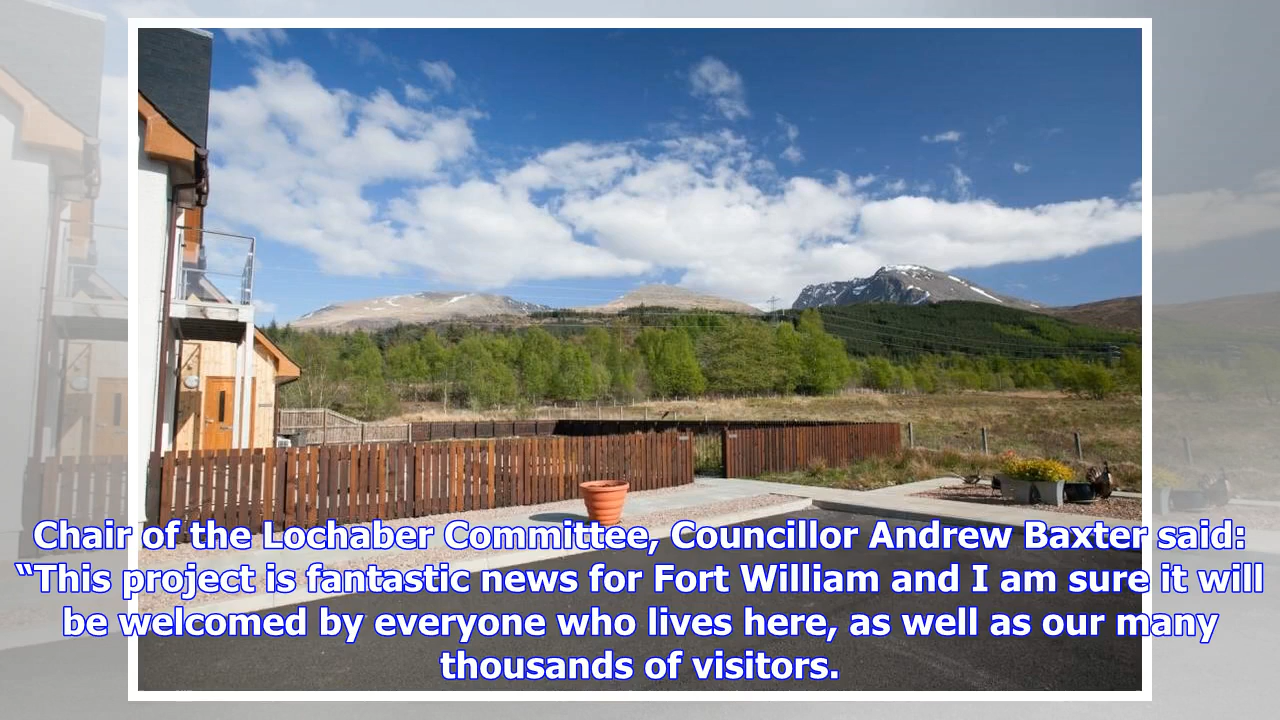 Chair of the Lochaber Committee, Councillor Andrew Baxter said:
“This project is fantastic news for Fort William and I am sure it will
be welcomed by everyone who lives here, as well as our many
thousands of visitors.